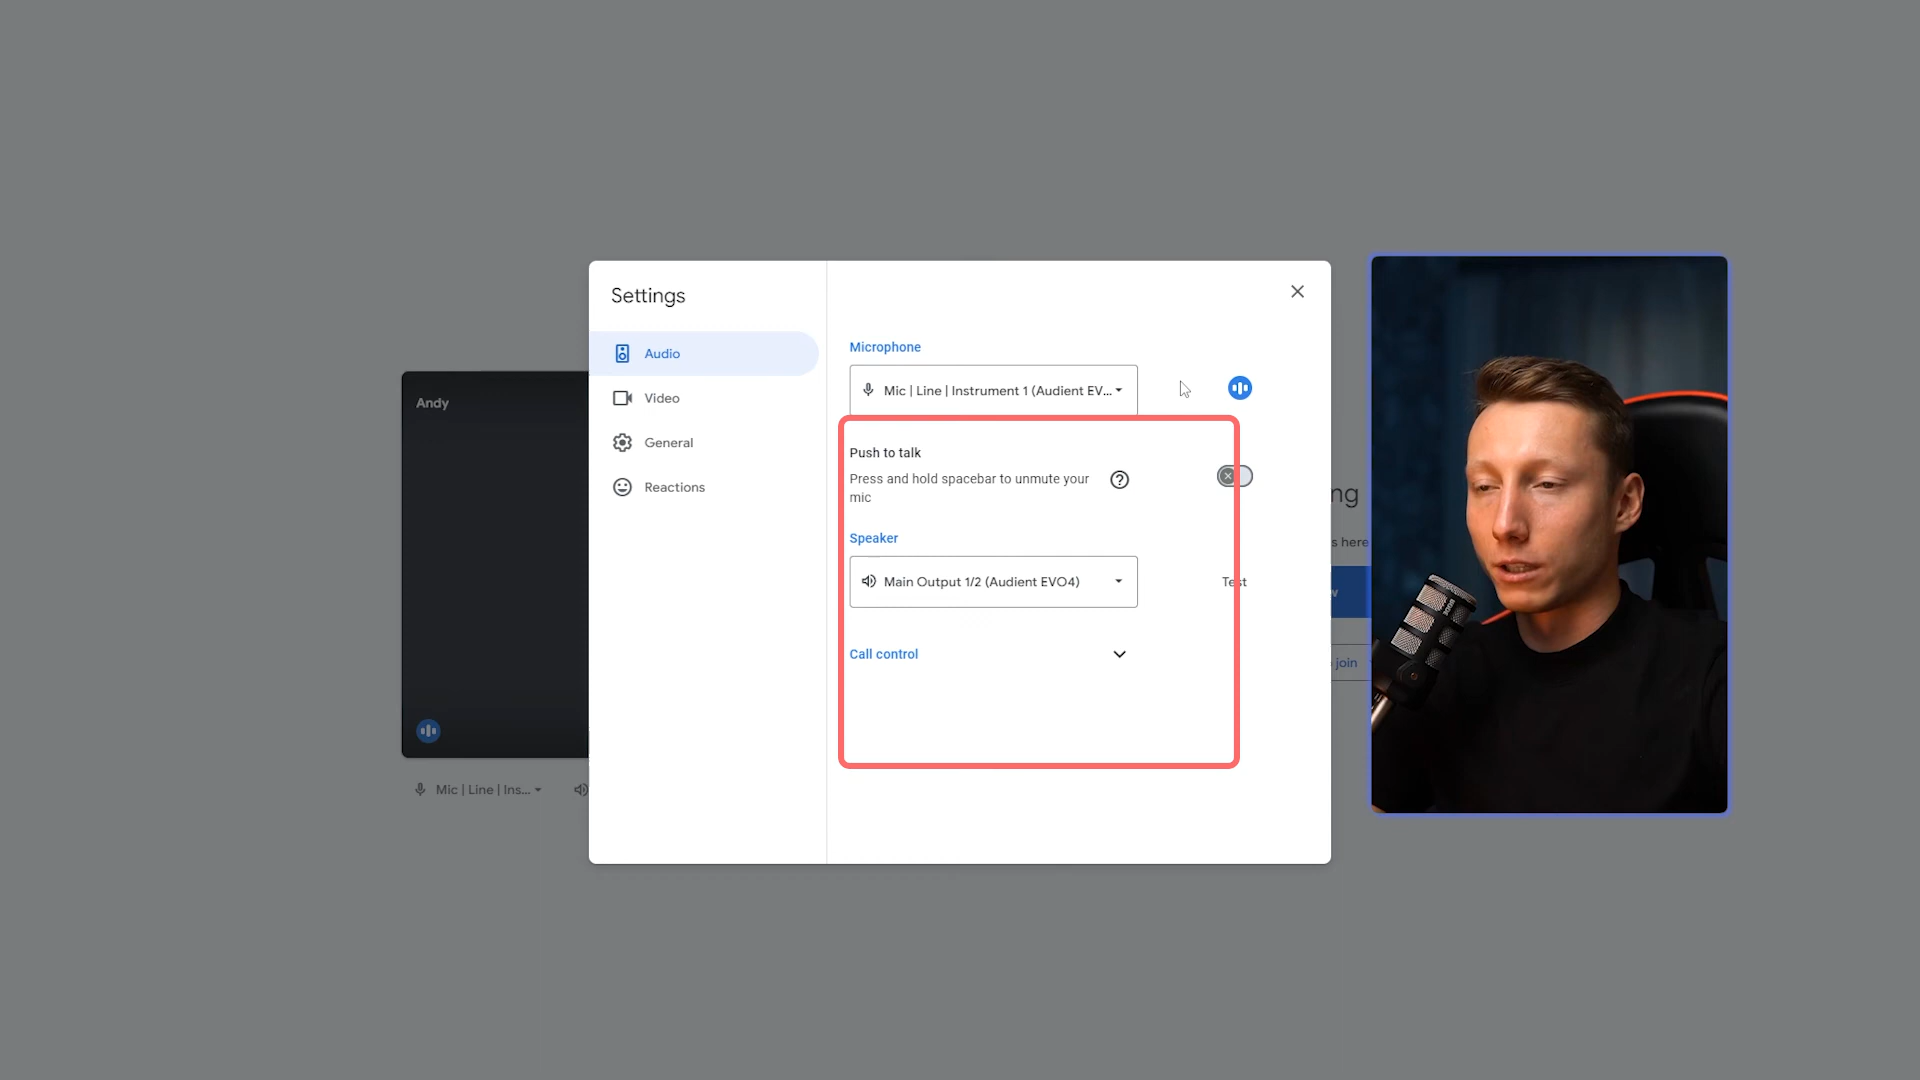 Settings
Audio
Video
General
Reactions
Microphone
Mic | Line | Instrument 1 (Audient EV...
Push to talk
Press and hold spacebar to unmute your
mic
Speaker
Main Output 1/2 (Audient EVO4)
Test
Call control
Andy
Mic | Line | Ins...
ng
s here
w
join